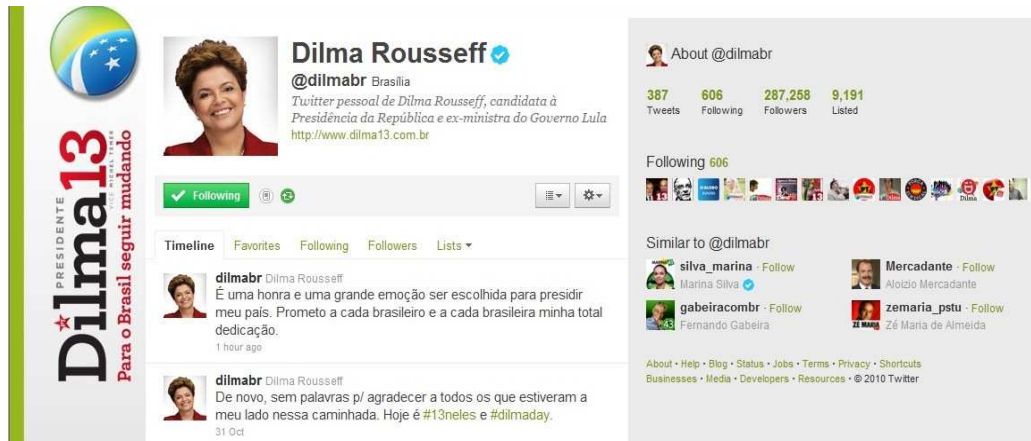 PRESIDENTE
Dilma13
VICE MICHEL TEMER
Para o Brasil seguir mudando
Dilma Rousseff
@dilmabr Brasília
Twitter pessoal de Dilma Rousseff, candidata à
Presidência da República e ex-ministra do Governo Lula
http://www.dilma13.com.br
Following
Timeline Favorites Following Followers Lists
dilmabr Dilma Rousseff
É uma honra e uma grande emoção ser escolhida para presidir
meu país. Prometo a cada brasileiro e a cada brasileira minha total
dedicação.
1 hour ago
dilmabr Dilma Rousseff
De novo, sem palavras p/ agradecer a todos os que estiveram a
meu lado nessa caminhada. Hoje é #13neles e #dilmaday.
31 Oct
About @dilmabr
387 606 287,258 9,191
Tweets Following Followers Listed
Following 606
Similar to @dilmabr
silva_marina · Follow
Marina Silva
Mercadante · Follow
Aloizio Mercadante
gabeiracombr · Follow
43
Fernando Gabeira
zemaria_pstu · Follow
ZÉ MARIA
Zé Maria de Almeida
About · Help · Blog · Status · Jobs · Terms · Privacy · Shortcuts
Businesses · Media · Developers · Resources · © 2010 Twitter